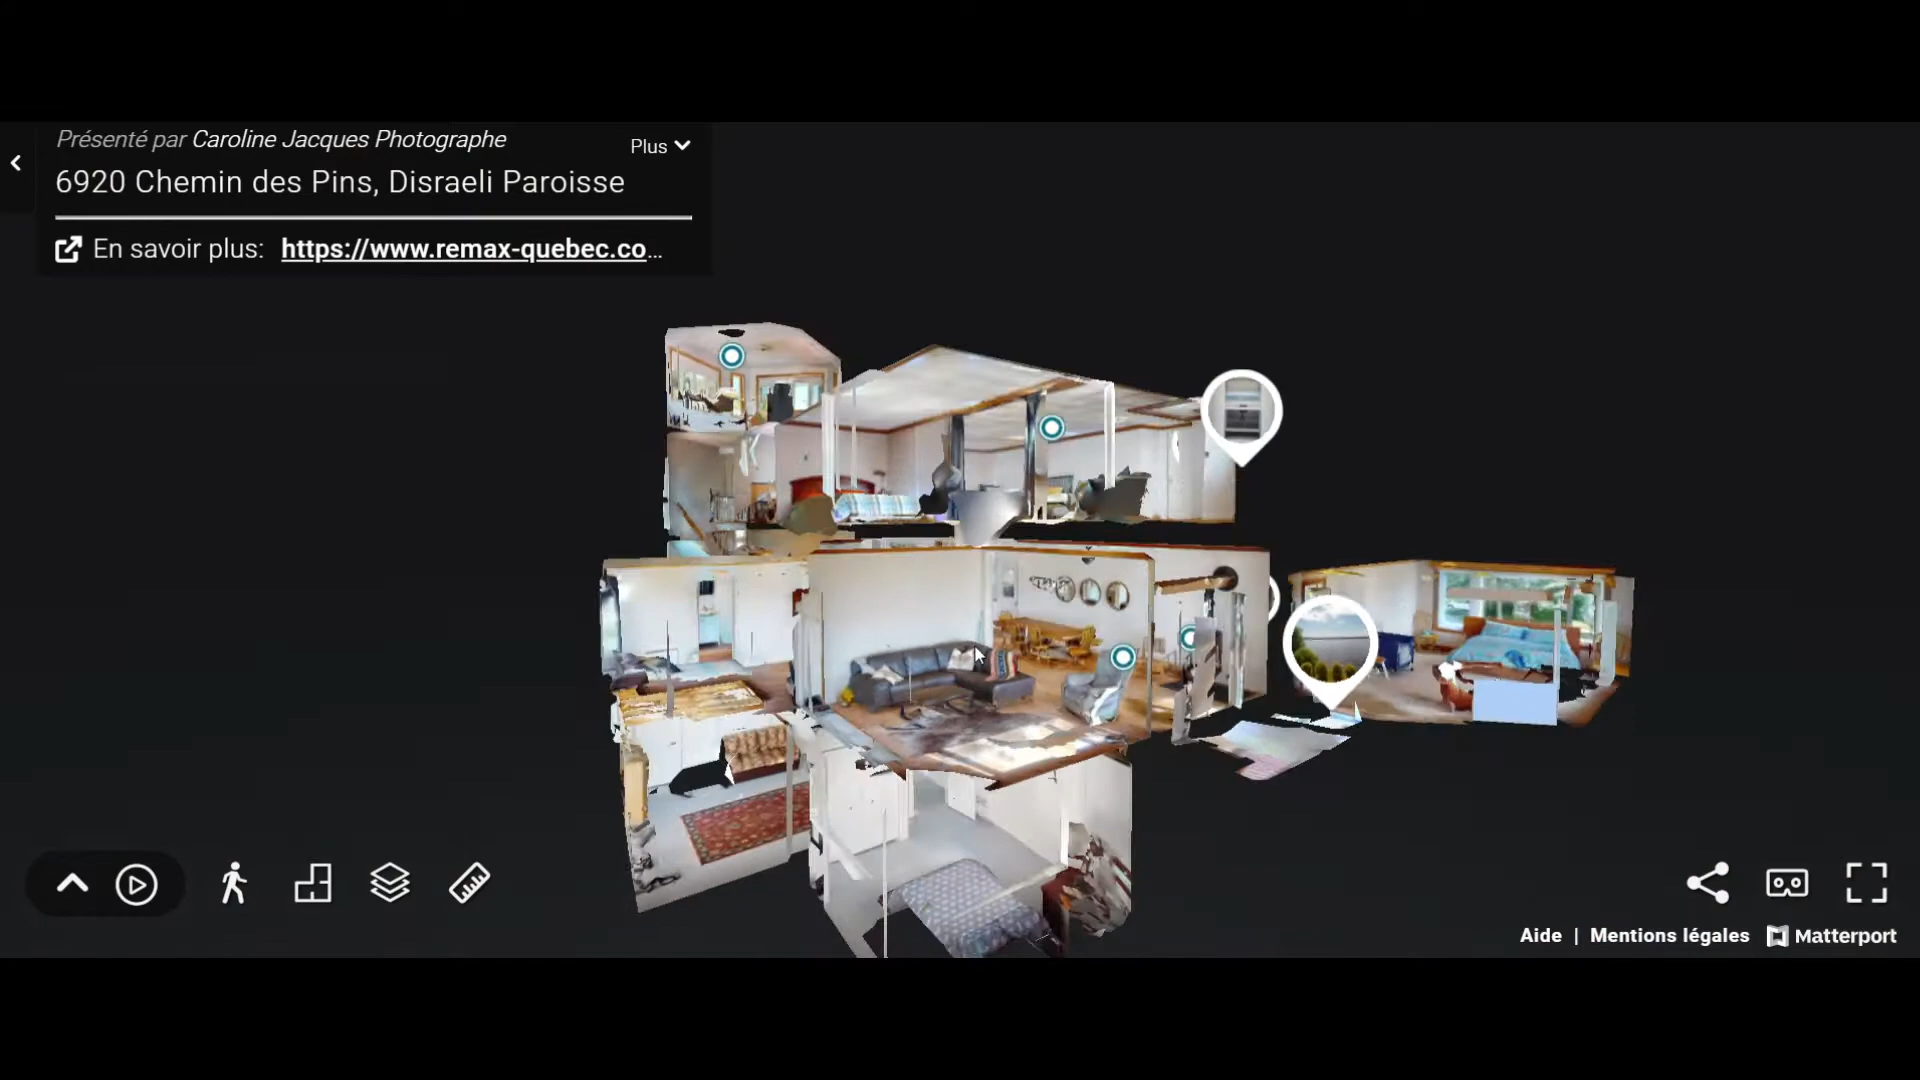 Présenté par Caroline Jacques Photographe
Plus
6920 Chemin des Pins, Disraeli Paroisse
En savoir plus: https://www.remax-quebec.co...
Aide | Mentions légales Matterport